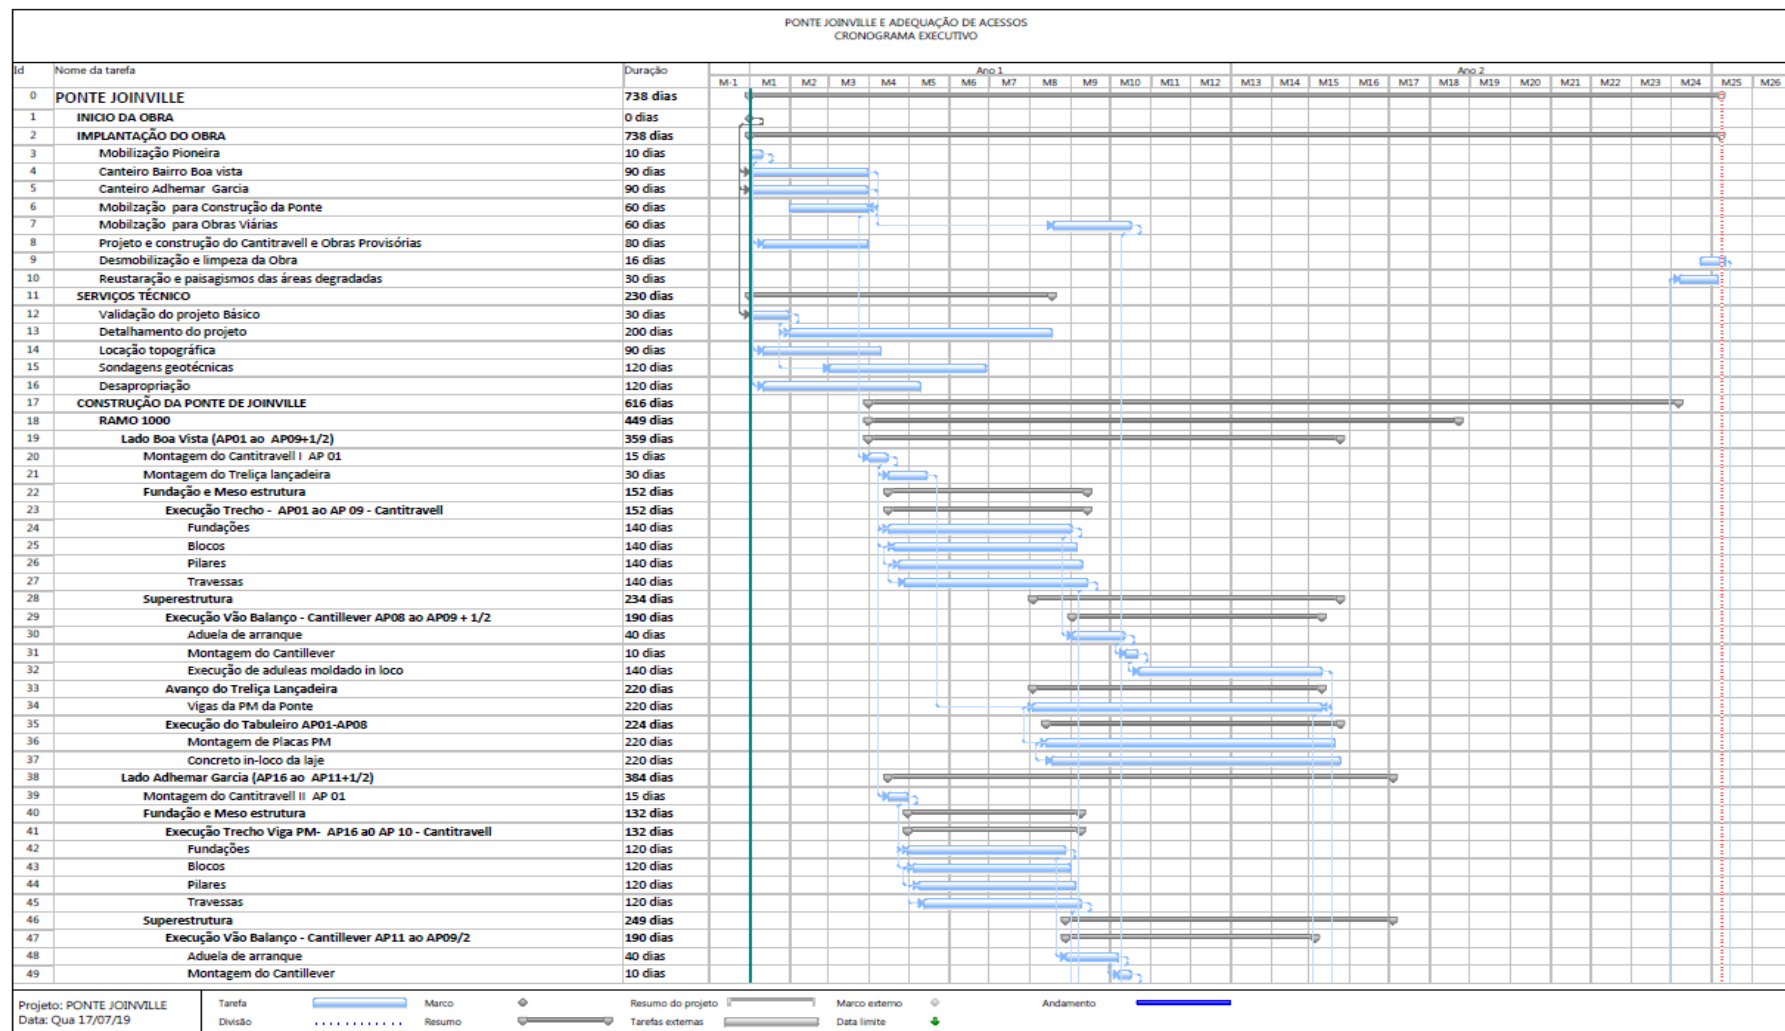 PONTE JOINVILLE E ADEQUAÇÃO DE ACESSOS
CRONOGRAMA EXECUTIVO
Id Nome da tarefa Duração Ano 1 Ano 2
M-1 M1 M2 M3 M4 M5 M6 M7 M8 M9 M10 M11 M12 M13 M14 M15 M16 M17 M18 M19 M20 M21 M22 M23 M24 M25 M26
0 PONTE JOINVILLE 738 dias
1 INICIO DA OBRA 0 dias
2 IMPLANTAÇÃO DO OBRA 738 dias
3 Mobilização Pioneira 10 dias
4 Canteiro Bairro Boa vista 90 dias
5 Canteiro Adhemar Garcia 90 dias
6 Mobilzação para Construção da Ponte 60 dias
7 Mobilzação para Obras Viárias 60 dias
8 Projeto e construção do Cantitravell e Obras Provisórias 80 dias
9 Desmobilização e limpeza da Obra 16 dias
10 Reustaração e paisagismos das áreas degradadas 30 dias
11 SERVIÇOS TÉCNICO 230 dias
12 Validação do projeto Básico 30 dias
13 Detalhamento do projeto 200 dias
14 Locação topográfica 90 dias
15 Sondagens geotécnicas 120 dias
16 Desapropriação 120 dias
17 CONSTRUÇÃO DA PONTE DE JOINVILLE 616 dias
18 RAMO 1000 449 dias
19 Lado Boa Vista (AP01 ao AP09+1/2) 359 dias
20 Montagem do Cantitravell I AP 01 15 dias
21 Montagem do Treliça lançadeira 30 dias
22 Fundação e Meso estrutura 152 dias
23 Execução Trecho - AP01 ao AP 09 - Cantitravell 152 dias
24 Fundações 140 dias
25 Blocos 140 dias
26 Pilares 140 dias
27 Travessas 140 dias
28 Superestrutura 234 dias
29 Execução Vão Balanço - Cantillever AP08 ao AP09 + 1/2 190 dias
30 Aduela de arranque 40 dias
31 Montagem do Cantillever 10 dias
32 Execução de aduleas moldado in loco 140 dias
33 Avanço do Treliça Lançadeira 220 dias
34 Vigas da PM da Ponte 220 dias
35 Execução do Tabuleiro AP01-AP08 224 dias
36 Montagem de Placas PM 220 dias
37 Concreto in-loco da laje 220 dias
38 Lado Adhemar Garcia (AP16 ao AP11+1/2) 384 dias
39 Montagem do Cantitravell II AP 01 15 dias
40 Fundação e Meso estrutura 132 dias
41 Execução Trecho Viga PM- AP16 a0 AP 10 - Cantitravell 132 dias
42 Fundações 120 dias
43 Blocos 120 dias
44 Pilares 120 dias
45 Travessas 120 dias
46 Superestrutura 249 dias
47 Execução Vão Balanço - Cantillever AP11 ao AP09/2 190 dias
48 Aduela de arranque 40 dias
49 Montagem do Cantillever 10 dias
Projeto: PONTE JOINVILLE
Data: Qua 17/07/19
Tarefa Marco Resumo do projeto Marco externo Andamento
Divisão Resumo Tarefas externas Data limite